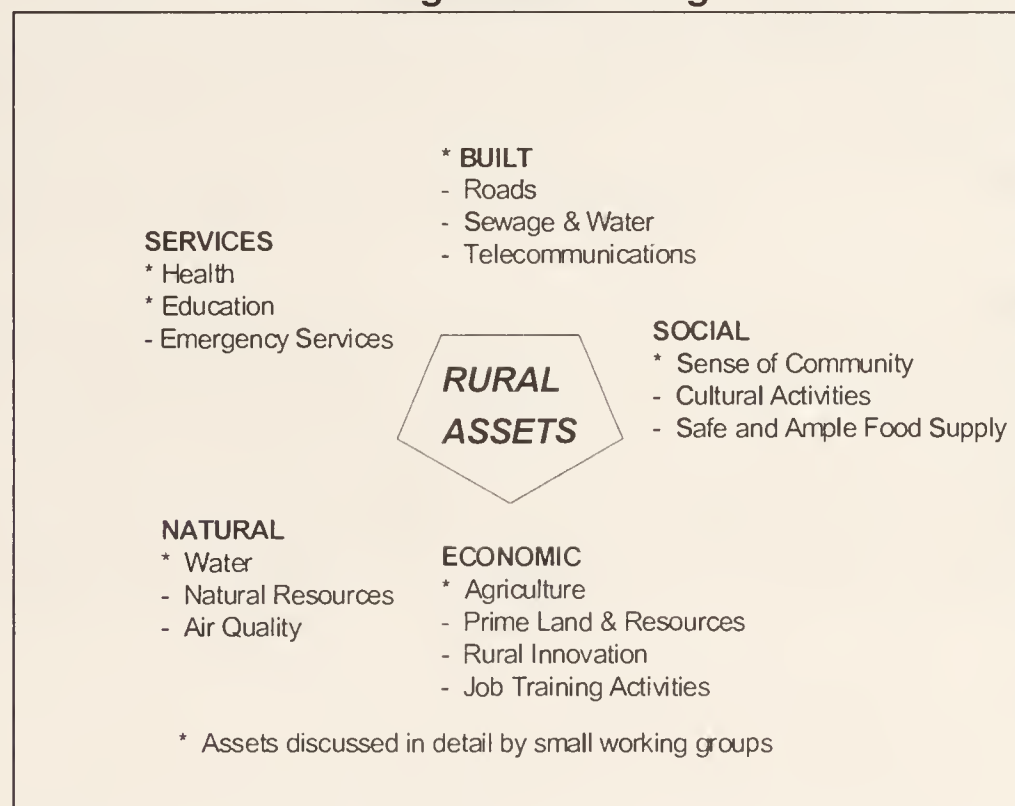 * BUILT
- Roads
- Sewage & Water
- Telecommunications
SERVICES
* Health
* Education
- Emergency Services
SOCIAL
* Sense of Community
- Cultural Activities
- Safe and Ample Food Supply
RURAL
ASSETS
NATURAL
* Water
- Natural Resources
- Air Quality
ECONOMIC
* Agriculture
- Prime Land & Resources
- Rural Innovation
- Job Training Activities
* Assets discussed in detail by small working groups